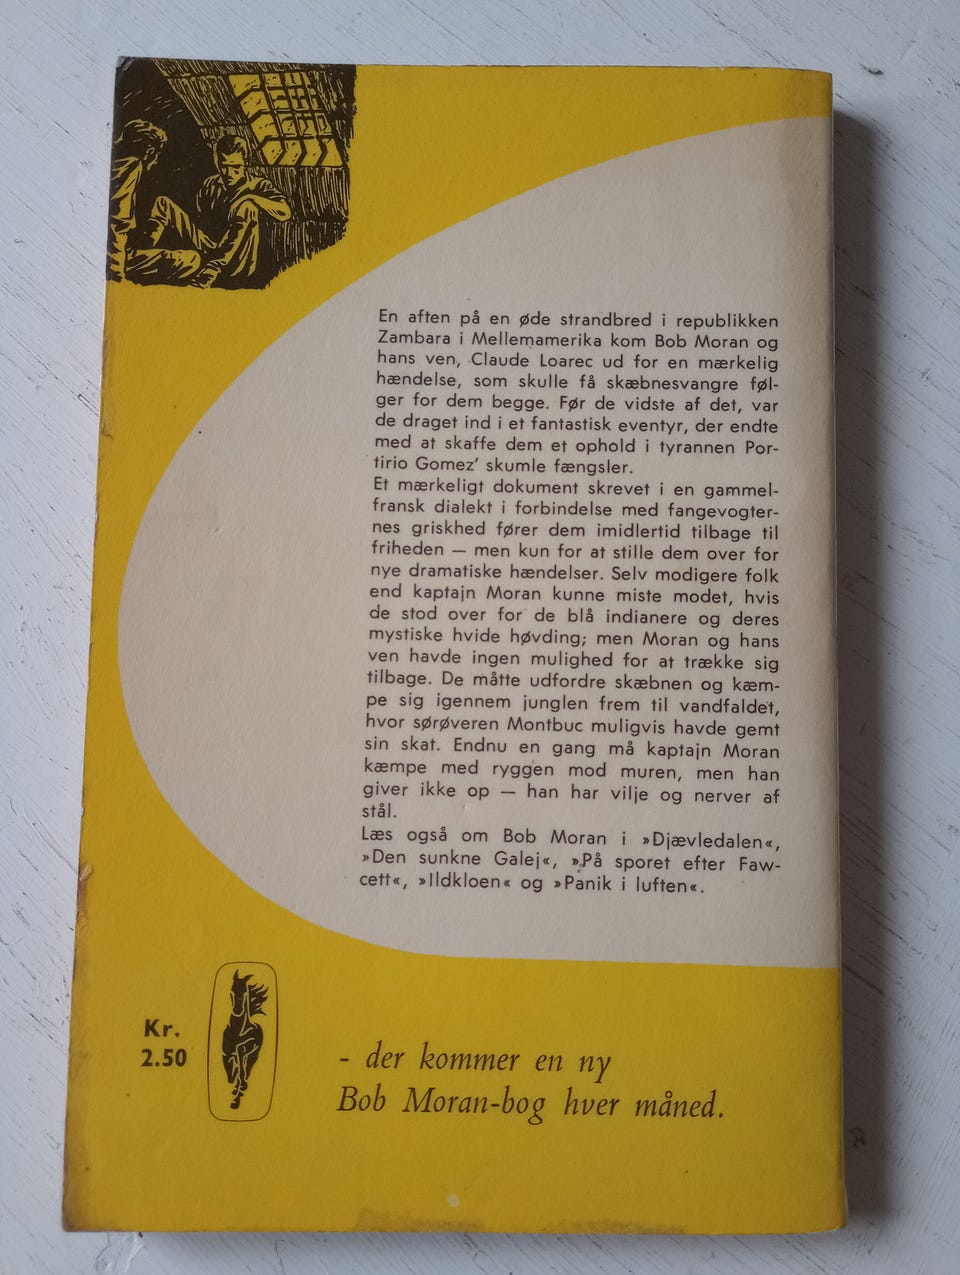 En aften på en øde strandbred i republikken
Zambara i Mellemamerika kom Bob Moran og
hans ven, Claude Loarec ud for en mærkelig
hændelse, som skulle få skæbnesvangre føl-
ger for dem begge. Før de vidste af det, var
de draget ind i et fantastisk eventyr, der endte
med at skaffe dem et ophold i tyrannen Por-
tirio Gomez' skumle fængsler.
Et mærkeligt dokument skrevet i en gammel-
fransk dialekt i forbindelse med fangevogter-
nes griskhed fører dem imidlertid tilbage til
friheden — men kun for at stille dem over for
nye dramatiske hændelser. Selv modigere folk
end kaptajn Moran kunne miste modet, hvis
de stod over for de blå indianere og deres
mystiske hvide høvding; men Moran og hans
ven havde ingen mulighed for at trække sig
tilbage. De måtte udfordre skæbnen og kæm-
pe sig igennem junglen frem til vandfaldet,
hvor sørøveren Montbuc muligvis havde gemt
sin skat. Endnu en gang må kaptajn Moran
kæmpe med ryggen mod muren, men han
giver ikke op — han har vilje og nerver af
stål.
Læs også om Bob Moran i »Djævledalen«,
»Den sunkne Galej«, »På sporet efter Faw-
cett«, »Ildkloen« og »Panik i luften«.
Kr.
2.50
- der kommer en ny
Bob Moran-bog hver måned.